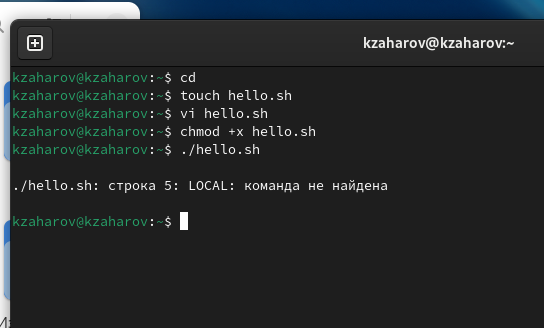 kzaharov@kzaharov:~
kzaharov@kzaharov:~$ cd
kzaharov@kzaharov:~$ touch hello.sh
kzaharov@kzaharov:~$ vi hello.sh
kzaharov@kzaharov:~$ chmod +x hello.sh
kzaharov@kzaharov:~$ ./hello.sh
./hello.sh: строка 5: LOCAL: команда не найдена
kzaharov@kzaharov:~$